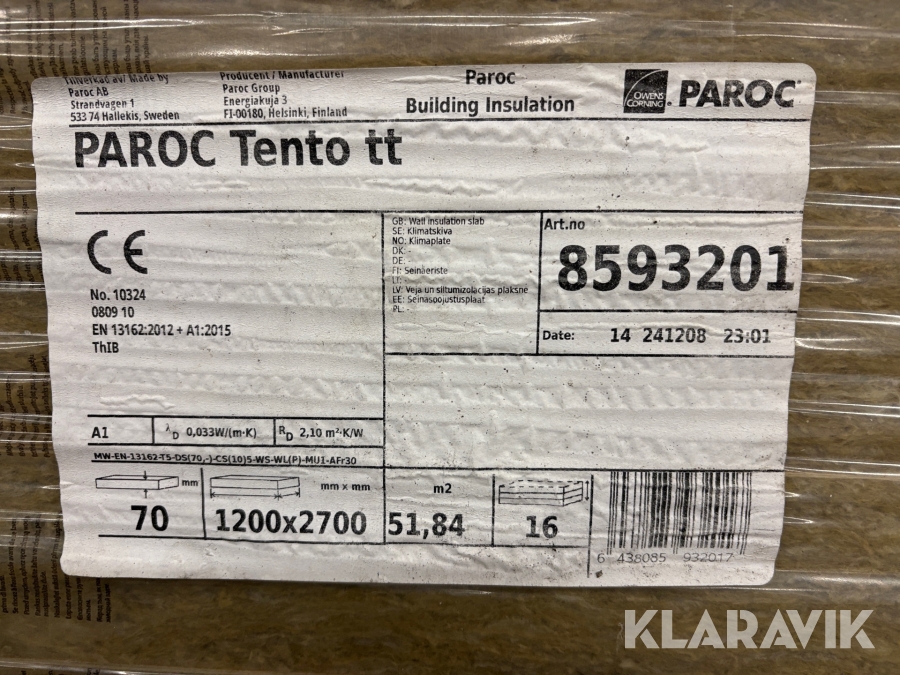 Tillverkad av/ Made by
Paroc AB
Strandvägen 1
533 74 Hällekis, Sweden
Producent / Manufacturer
Paroc Group
Energiakuja 3
FI-00180, Helsinki, Finland
Paroc
Building Insulation
OWENS
CORNING
PAROC
PAROC Tento tt
CE
No. 10324
0809 10
EN 13162:2012 + A1:2015
ThIB
GB: Wall insulation slab
SE: Klimatskiva
NO: Klimaplate
DK: -
DE: -
FI: Seinäeriste
LT: -
LV: Vēja un siltumizolācijas plāksne
EE: Seinasoojustusplaat
PL: -
Art.no
8593201
Date: 14 241208 23:01
A1 λD 0,033W/(m·K) RD 2,10 m²·K/W
MW-EN-13162-T5-DS(70,-)-CS(10)5-WS-WL(P)-MU1-AFr30
mm
70
mm x mm
1200x2700
m2
51,84
16
6 438085 932017
KLARAVIK